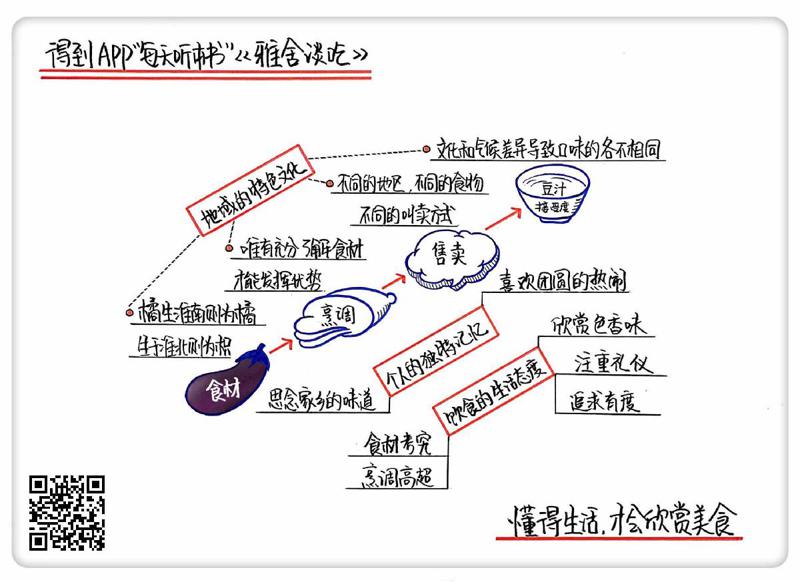 得到APP"每天听本书"《雅舍谈吃》
地域的特色文化
文化和气候差异导致口味的各不相同
不同的地区,不同的食物
不同的叫卖方式
唯有充分了解食材
才能发挥优势
橘生淮南则为橘
生于淮北则为枳
食材
烹调
售卖
豆汁
接受度
个人的独特记忆
喜欢团圆的热闹
思念家乡的味道
饮食的生活态度
欣赏色香味
注重礼仪
追求有度
食材考究
烹调高超
懂得生活,才会欣赏美食